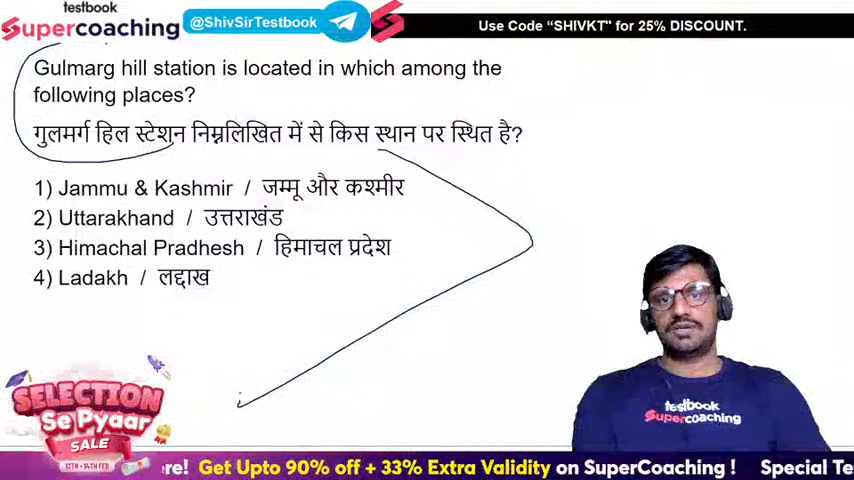 testbook
Supercoaching
@ShivSirTestbook
Use Code “SHIVKT" for 25% DISCOUNT.
Gulmarg hill station is located in which among the
following places?
गुलमर्ग हिल स्टेशन निम्नलिखित में से किस स्थान पर स्थित है?
1) Jammu & Kashmir / जम्मू और कश्मीर
2) Uttarakhand / उत्तराखंड
3) Himachal Pradhesh / हिमाचल प्रदेश
4) Ladakh / लद्दाख
testbook
Supercoaching
SELECTION
Se Pyaar
SALE
13TH - 14TH FEB
re! Get Upto 90% off + 33% Extra Validity on SuperCoaching ! Special Te